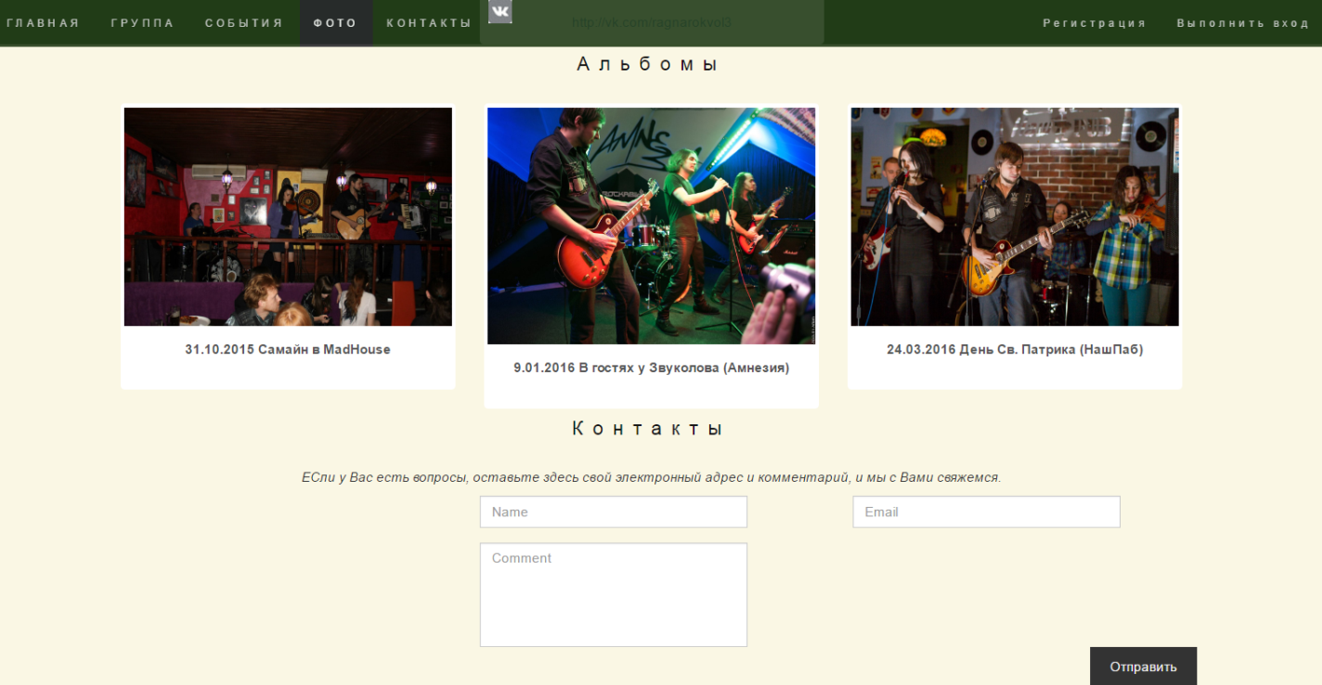 ГЛАВНАЯ ГРУППА СОБЫТИЯ ФОТО КОНТАКТЫ http://vk.com/ragnarokvol3 Регистрация Выполнить вход
Альбомы
AMNS
31.10.2015 Самайн в MadHouse
9.01.2016 В гостях у Звуколова (Амнезия)
24.03.2016 День Св. Патрика (НашПаб)
Контакты
ЕСли у Вас есть вопросы, оставьте здесь свой электронный адрес и комментарий, и мы с Вами свяжемся.
Name Email
Comment
Отправить